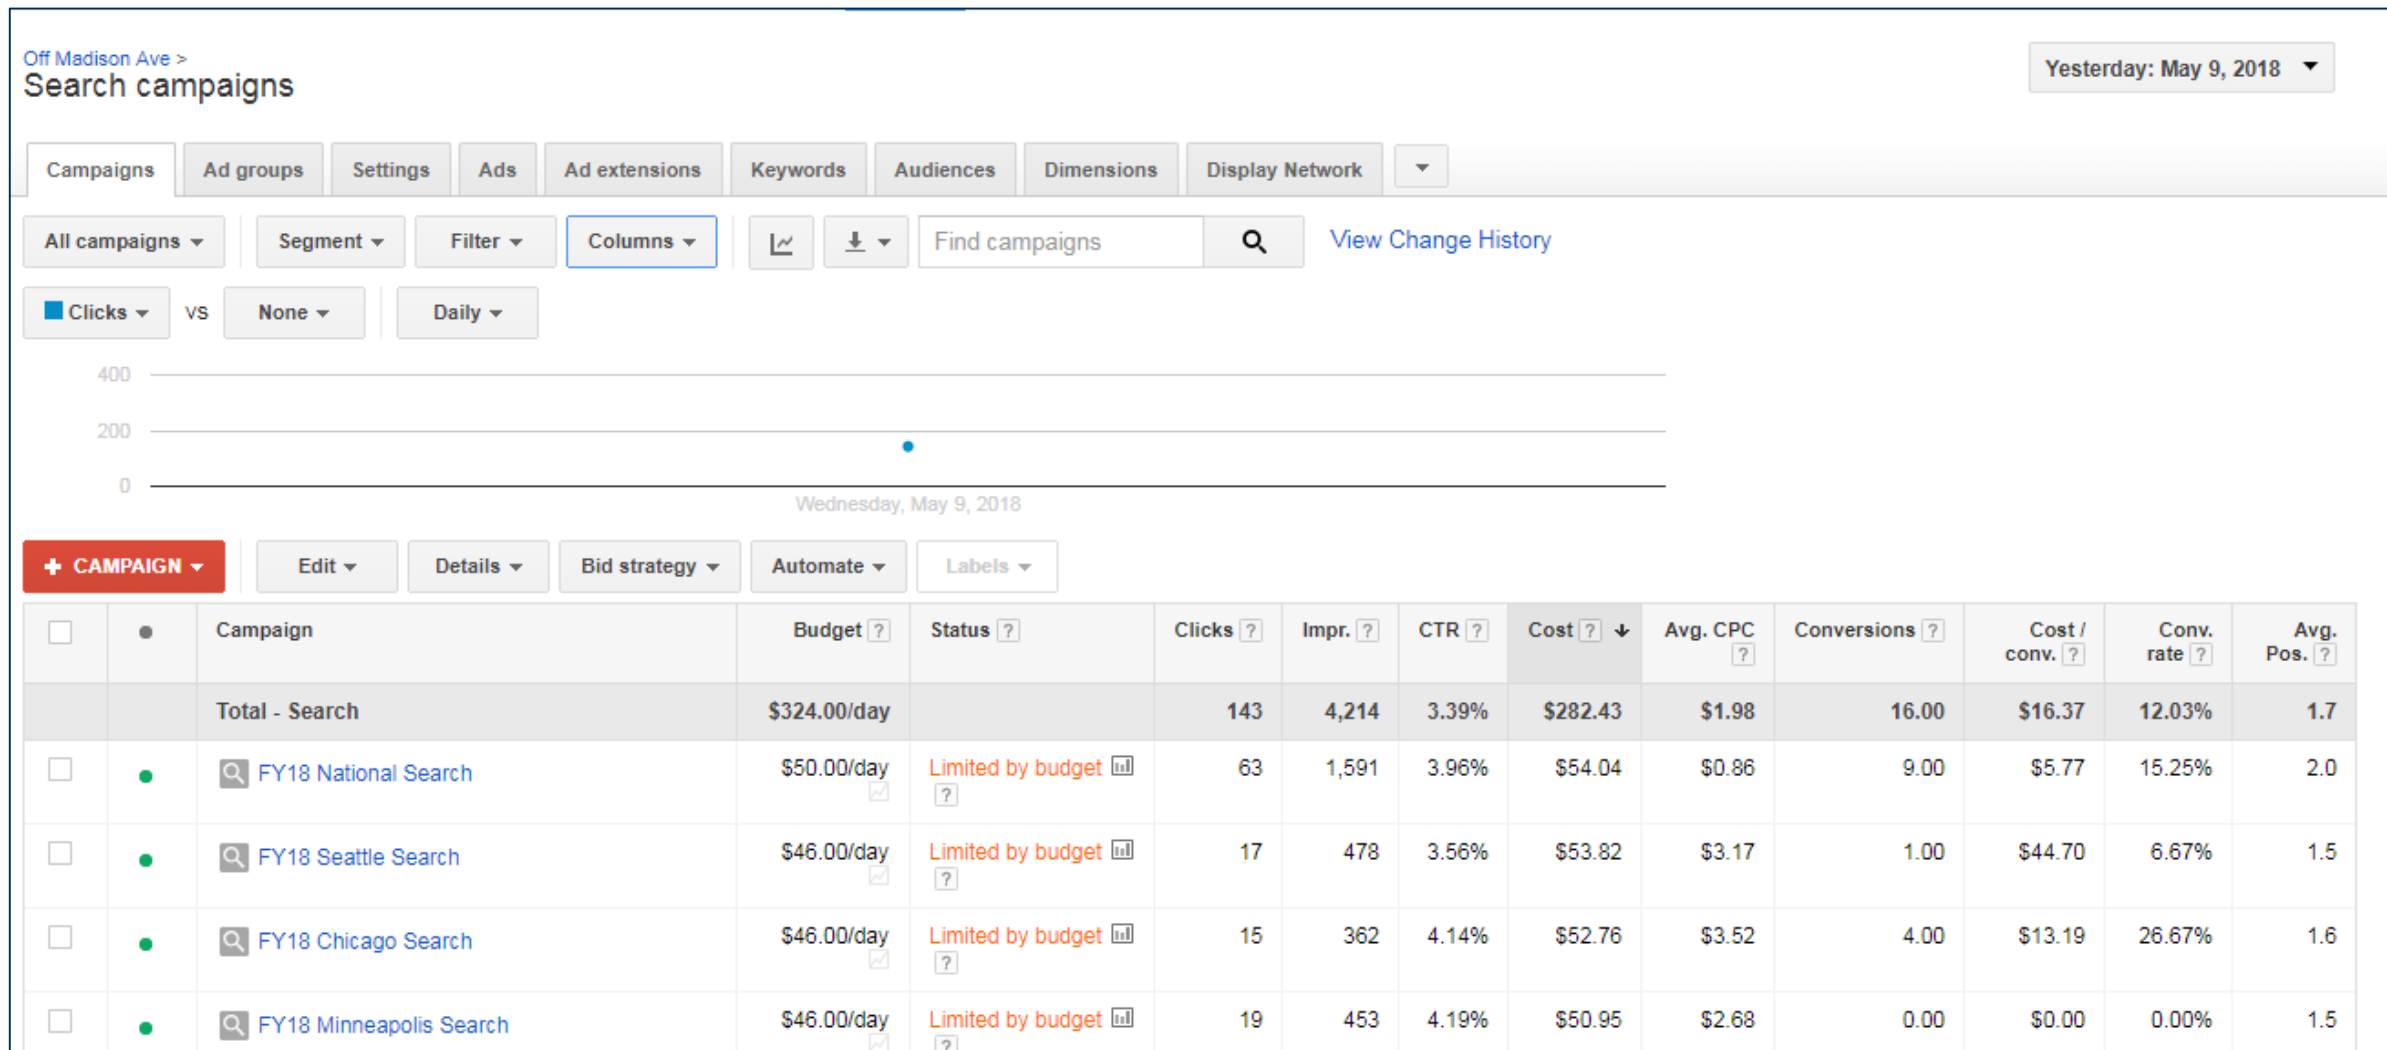 Off Madison Ave >
Search campaigns
Yesterday: May 9, 2018
Campaigns Ad groups Settings Ads Ad extensions Keywords Audiences Dimensions Display Network
All campaigns Segment Filter Columns Find campaigns View Change History
Clicks VS None Daily
400
200
0
Wednesday, May 9, 2018
+ CAMPAIGN Edit Details Bid strategy Automate Labels
Campaign Budget ? Status ? Clicks ? Impr. ? CTR ? Cost ? Avg. CPC ? Conversions ? Cost / conv. ? Conv. rate ? Avg. Pos. ?
Total - Search $324.00/day 143 4,214 3.39% $282.43 $1.98 16.00 $16.37 12.03% 1.7
FY18 National Search $50.00/day Limited by budget ? 63 1,591 3.96% $54.04 $0.86 9.00 $5.77 15.25% 2.0
FY18 Seattle Search $46.00/day Limited by budget ? 17 478 3.56% $53.82 $3.17 1.00 $44.70 6.67% 1.5
FY18 Chicago Search $46.00/day Limited by budget ? 15 362 4.14% $52.76 $3.52 4.00 $13.19 26.67% 1.6
FY18 Minneapolis Search $46.00/day Limited by budget ? 19 453 4.19% $50.95 $2.68 0.00 $0.00 0.00% 1.5